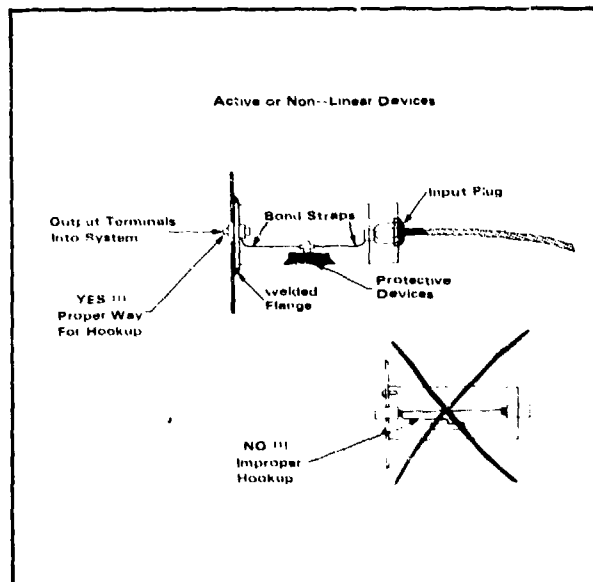 Active or Non--Linear Devices
Input Plug
Output Terminals
Into System
Bond Straps
YES !!!
Proper Way
For Hookup
Welded
Flange
Protective
Devices
NO !!!
Improper
Hookup